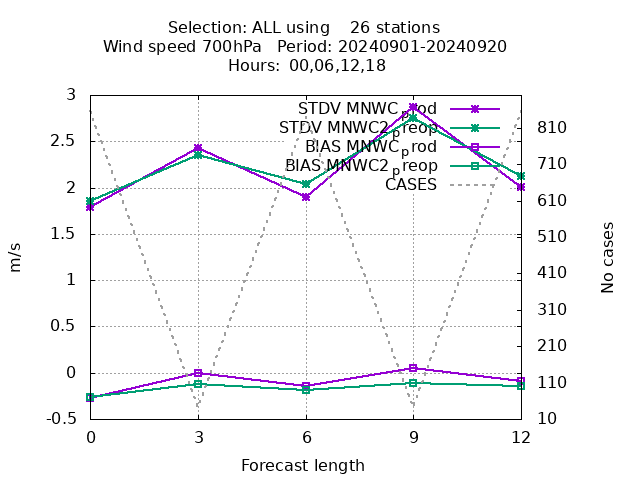 Selection: ALL using    26 stations
Wind speed 700hPa   Period: 20240901-20240920
Hours: 00,06,12,18
STDV MNWC_prod
STDV MNWC2_preop
BIAS MNWC_prod
BIAS MNWC2_preop
CASES
3
2.5
2
1.5
1
0.5
0
-0.5
m/s
810
710
610
510
410
310
210
110
10
No cases
0 3 6 9 12
Forecast length